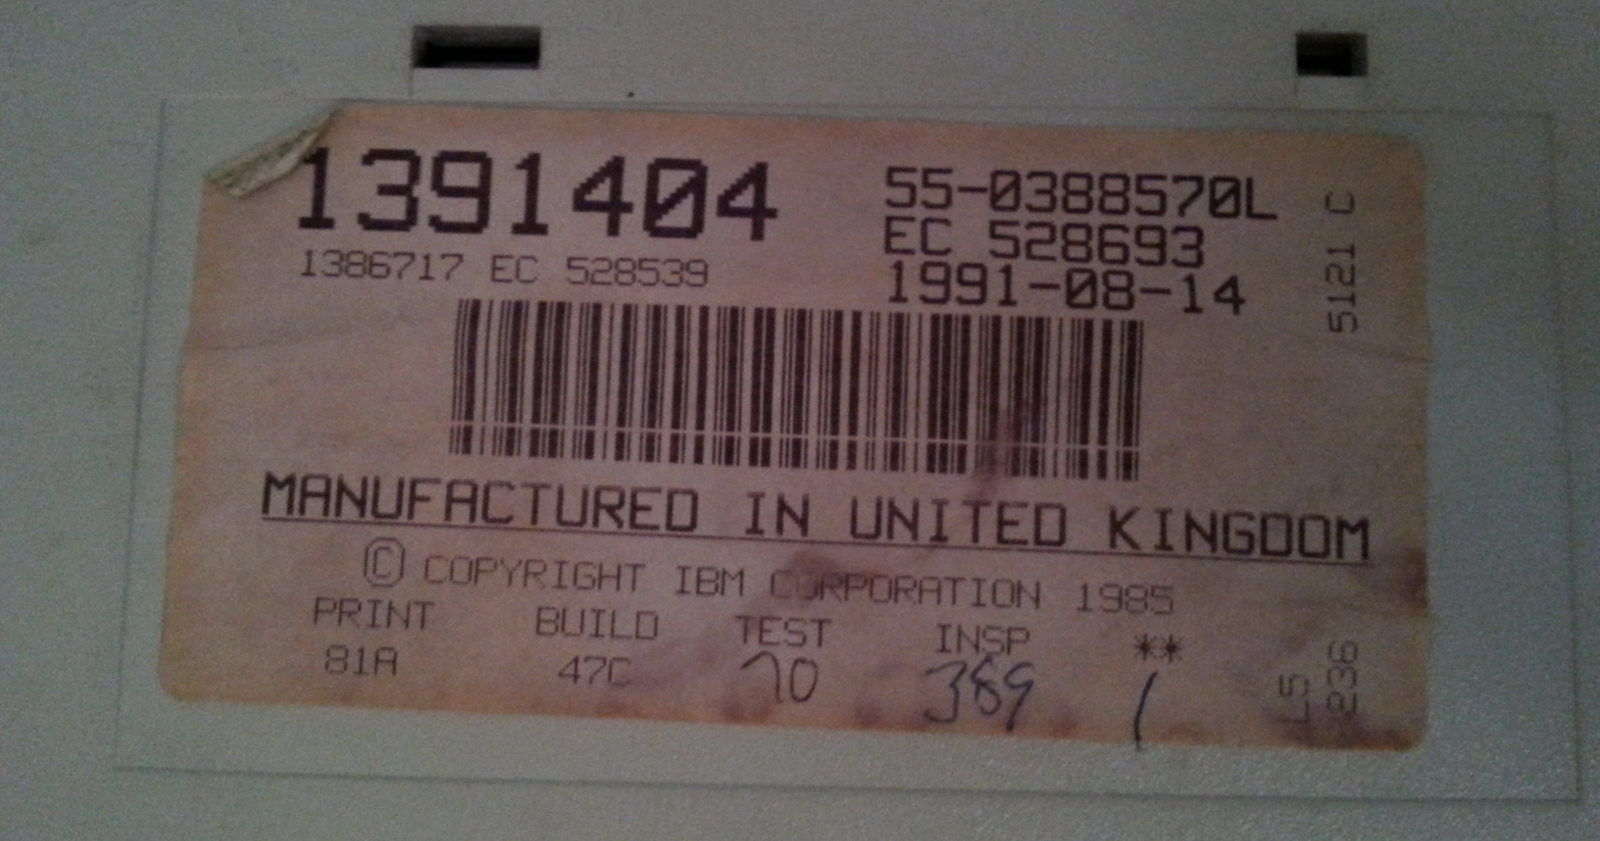 1391404
1386717 EC 528539
55-0388570L
EC 528693
1991-08-14
5121 C
MANUFACTURED IN UNITED KINGDOM
© COPYRIGHT IBM CORPORATION 1985
PRINT BUILD TEST INSP **
81A 47C 70 389 1
L5
236